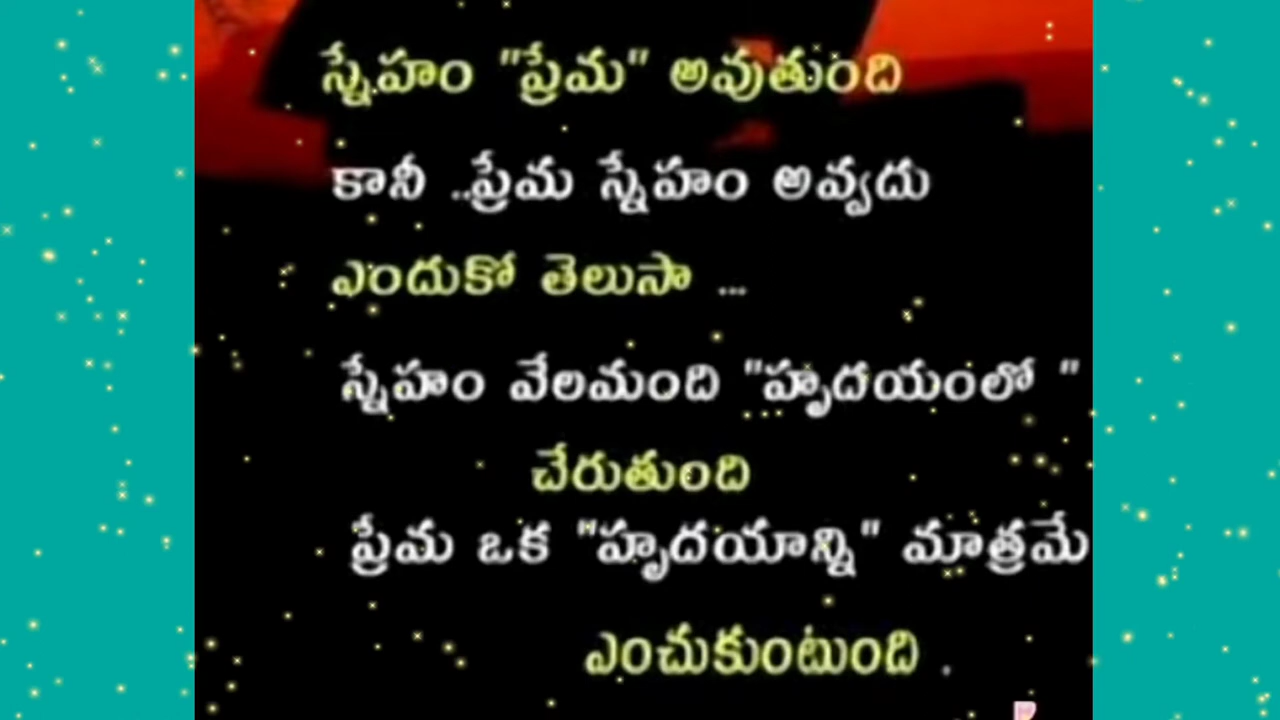 స్నేహం "ప్రేమ" అవుతుంది
కానీ ..ప్రేమ స్నేహం అవ్వదు
ఎందుకో తెలుసా ...
స్నేహం వేలమంది "హృదయంలో "
చేరుతుంది
ప్రేమ ఒక "హృదయాన్ని" మాత్రమే
ఎంచుకుంటుంది .